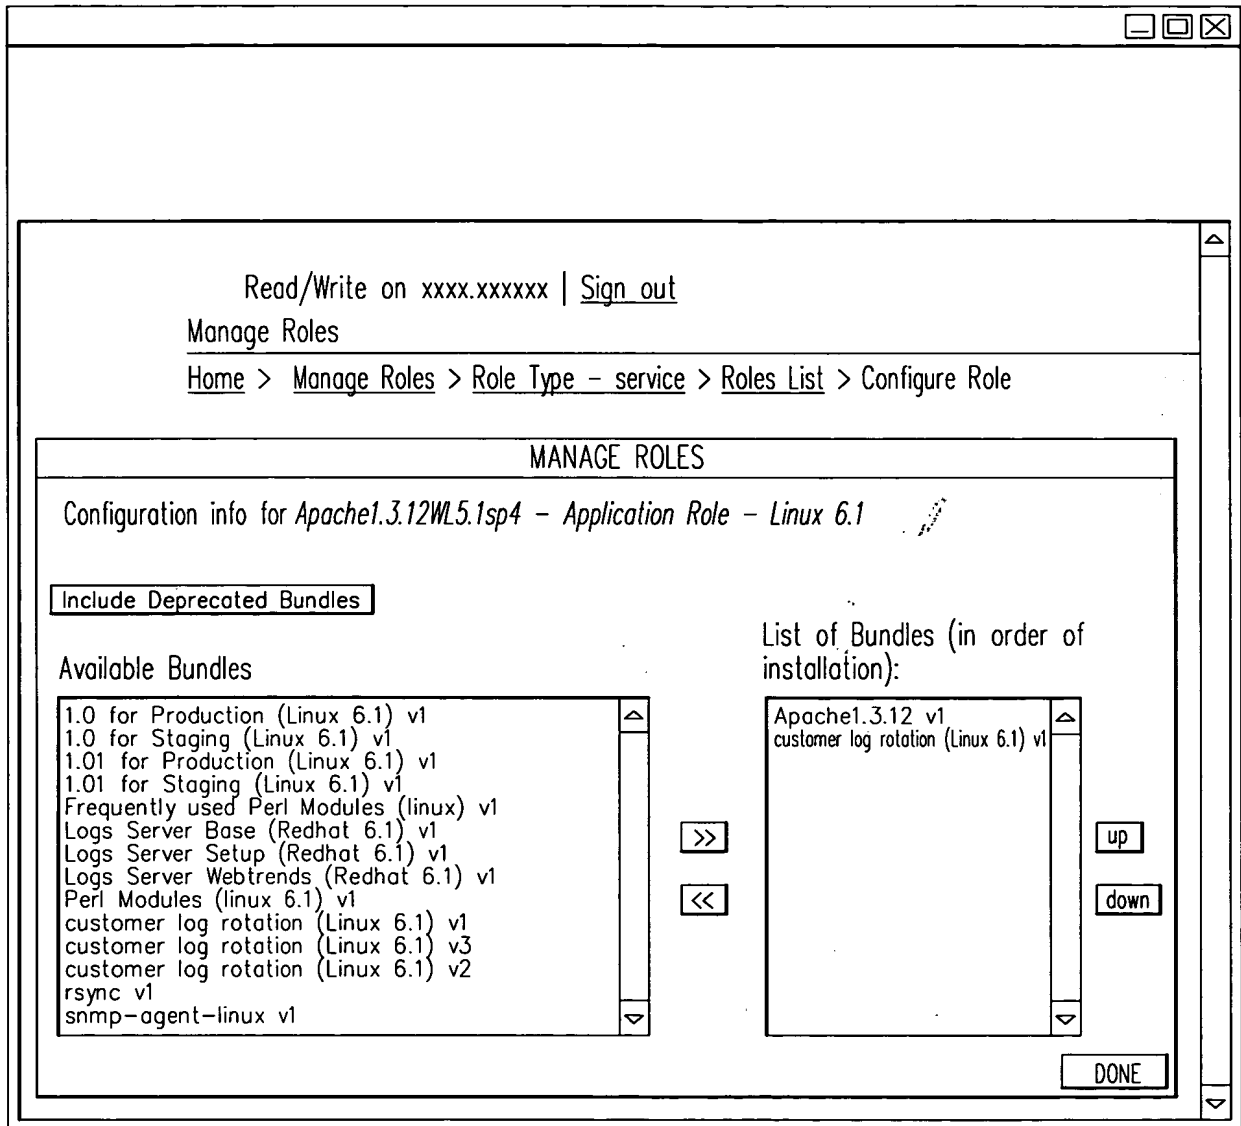 Read/Write on xxxx.xxxxxx | Sign out
Manage Roles
Home > Manage Roles > Role Type – service > Roles List > Configure Role
MANAGE ROLES
Configuration info for Apache1.3.12WL5.1sp4 – Application Role – Linux 6.1
Include Deprecated Bundles
Available Bundles
1.0 for Production (Linux 6.1) v1
1.0 for Staging (Linux 6.1) v1
1.01 for Production (Linux 6.1) v1
1.01 for Staging (Linux 6.1) v1
Frequently used Perl Modules (linux) v1
Logs Server Base (Redhat 6.1) v1
Logs Server Setup (Redhat 6.1) v1
Logs Server Webtrends (Redhat 6.1) v1
Perl Modules (linux 6.1) v1
customer log rotation (Linux 6.1) v1
customer log rotation (Linux 6.1) v3
customer log rotation (Linux 6.1) v2
rsync v1
snmp–agent–linux v1
>>
<<
List of Bundles (in order of
installation):
Apache1.3.12 v1
customer log rotation (Linux 6.1) v1
up
down
DONE